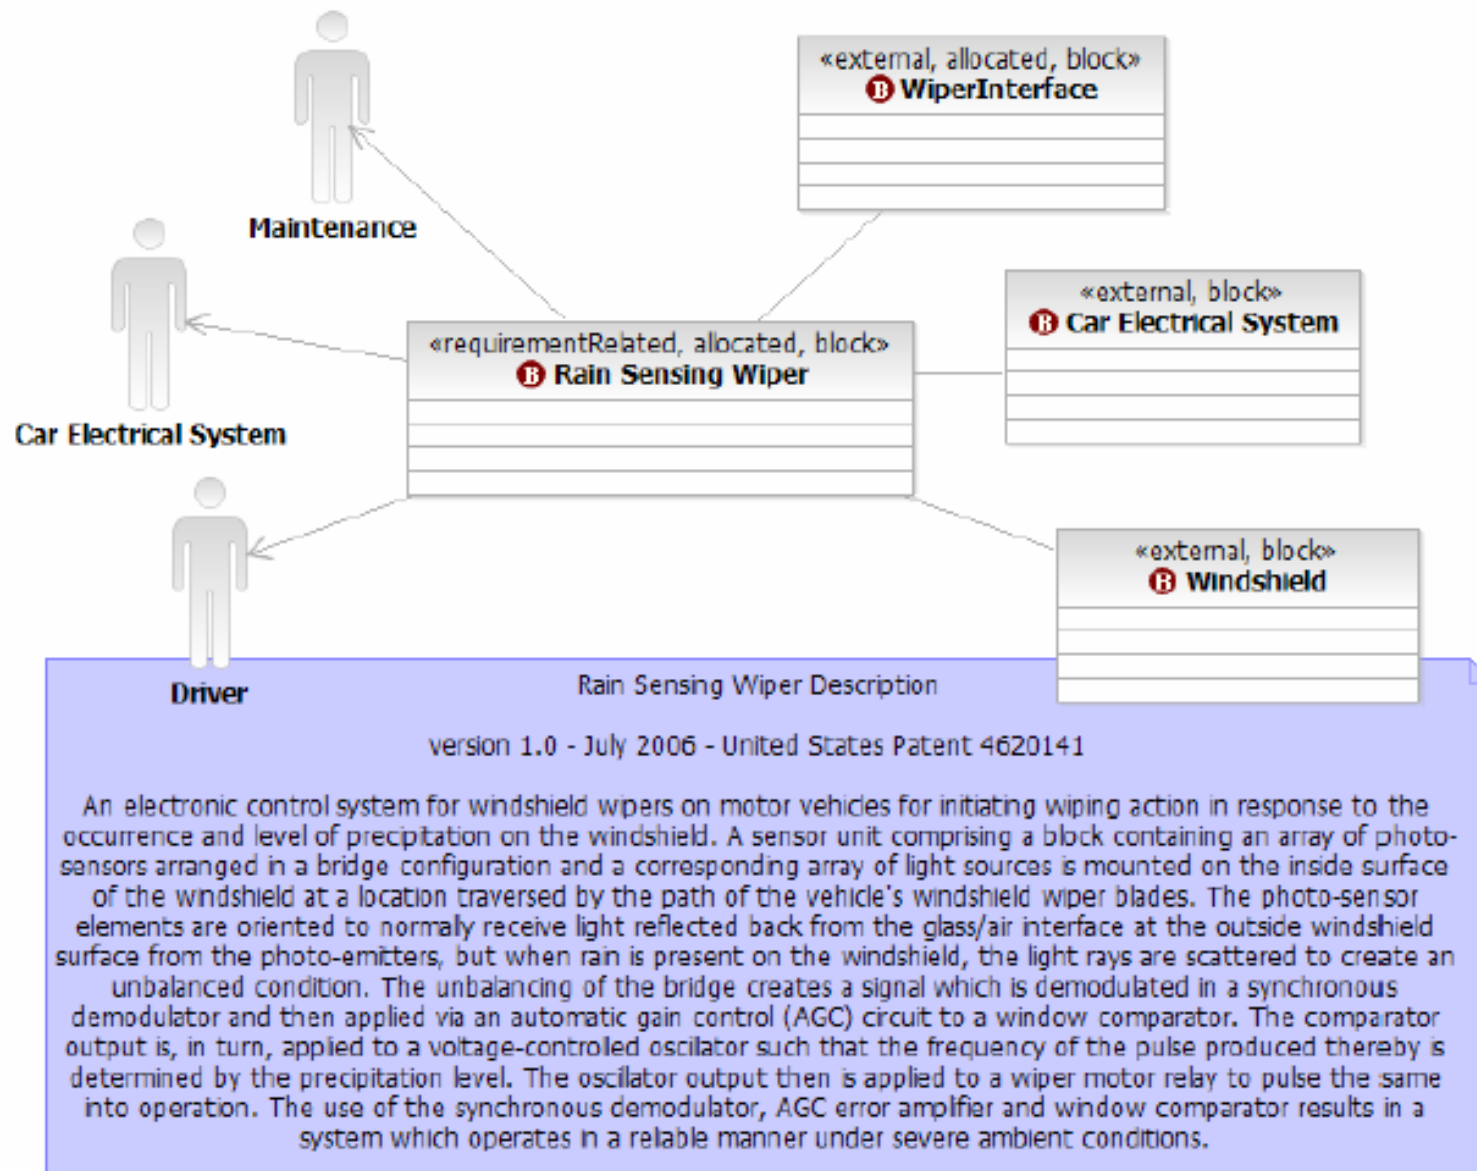 Maintenance
«external, allocated, block»
B WiperInterface
Car Electrical System
«external, block»
B Car Electrical System
«requirementRelated, allocated, block»
B Rain Sensing Wiper
Driver
«external, block»
B Windshield
Rain Sensing Wiper Description
version 1.0 - July 2006 - United States Patent 4620141
An electronic control system for windshield wipers on motor vehicles for initiating wiping action in response to the
occurrence and level of precipitation on the windshield. A sensor unit comprising a block containing an array of photo-
sensors arranged in a bridge configuration and a corresponding array of light sources is mounted on the inside surface
of the windshield at a location traversed by the path of the vehicle's windshield wiper blades. The photo-sensor
elements are oriented to normally receive light reflected back from the glass/air interface at the outside windshield
surface from the photo-emitters, but when rain is present on the windshield, the light rays are scattered to create an
unbalanced condition. The unbalancing of the bridge creates a signal which is demodulated in a synchronous
demodulator and then applied via an automatic gain control (AGC) circuit to a window comparator. The comparator
output is, in turn, applied to a voltage-controlled oscilator such that the frequency of the pulse produced thereby is
determined by the precipitation level. The oscilator output then is applied to a wiper motor relay to pulse the same
into operation. The use of the synchronous demodulator, AGC error amplfier and window comparator results in a
system which operates in a reliable manner under severe ambient conditions.